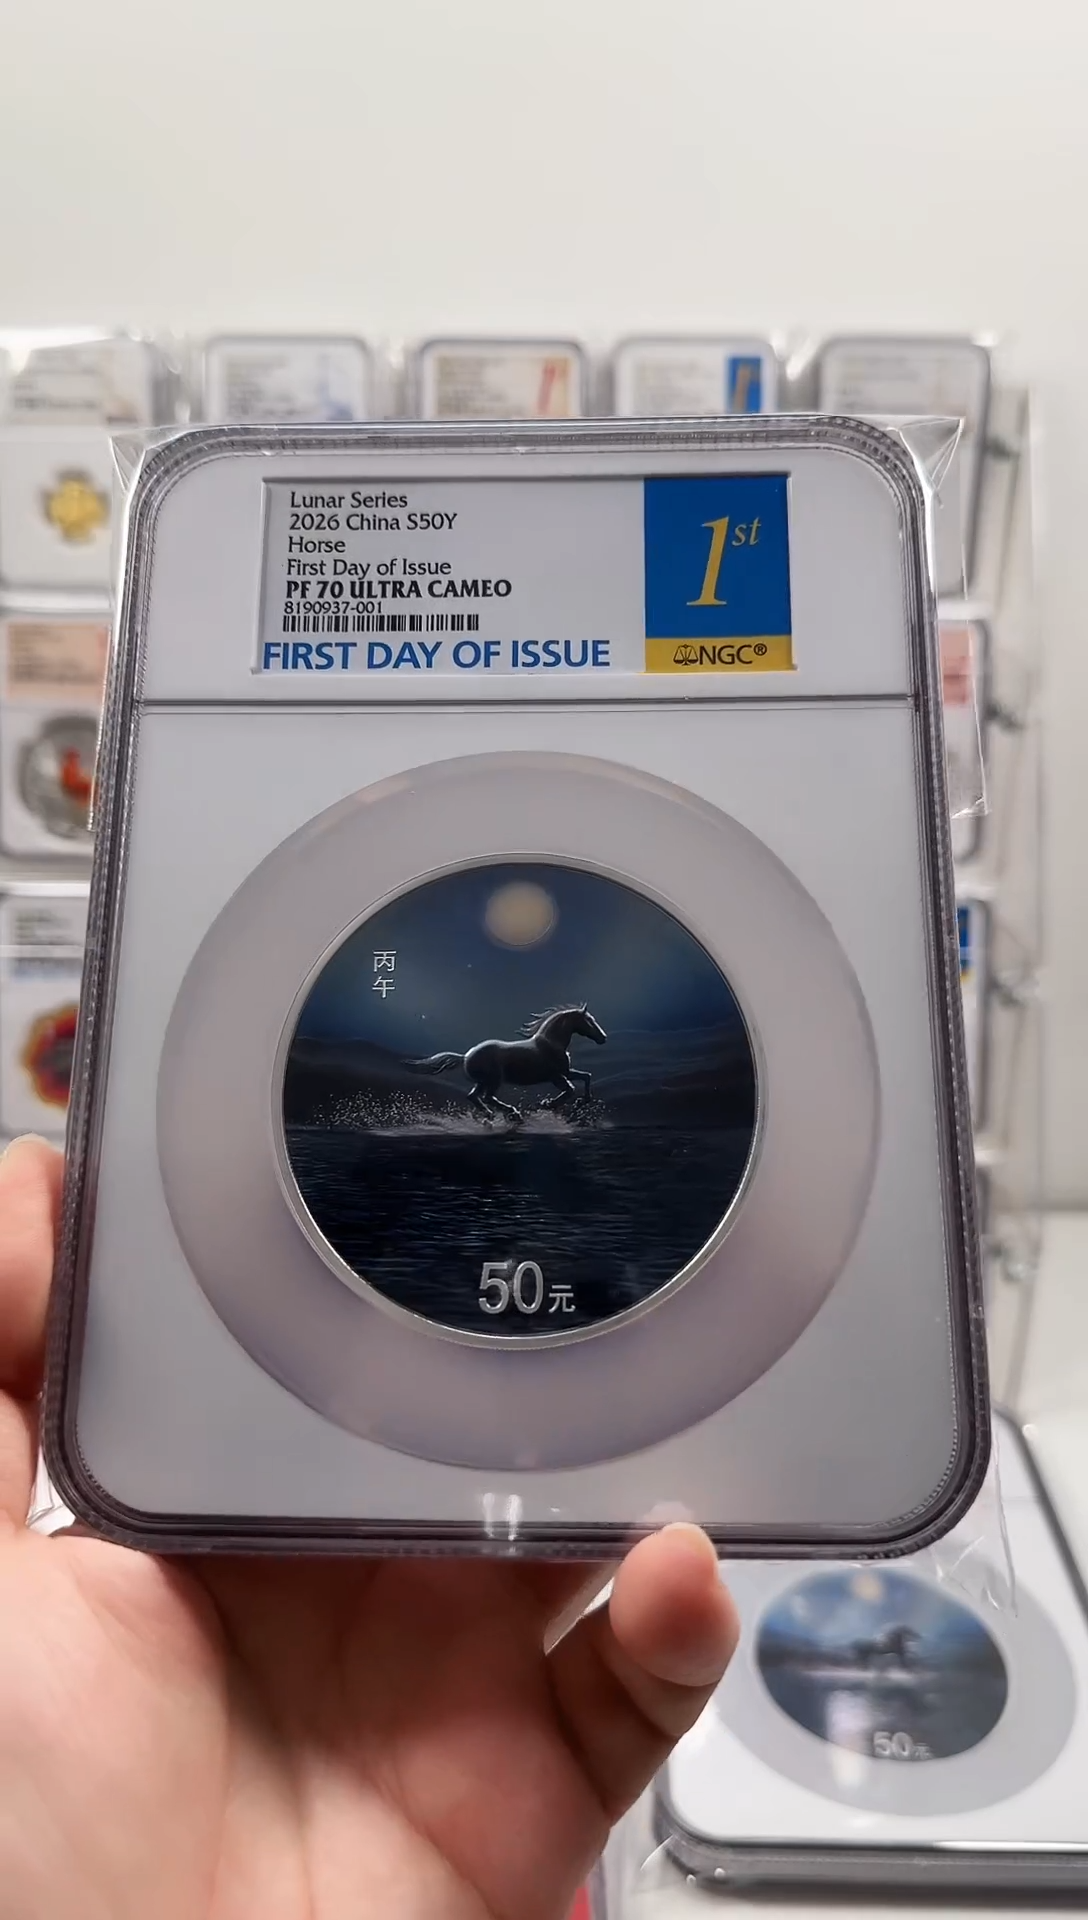 Lunar Series
2026 China S50Y
Horse
First Day of Issue
PF 70 ULTRA CAMEO
8190937-001
FIRST DAY OF ISSUE
1st
NGC®
丙
午
50元
1st
50元